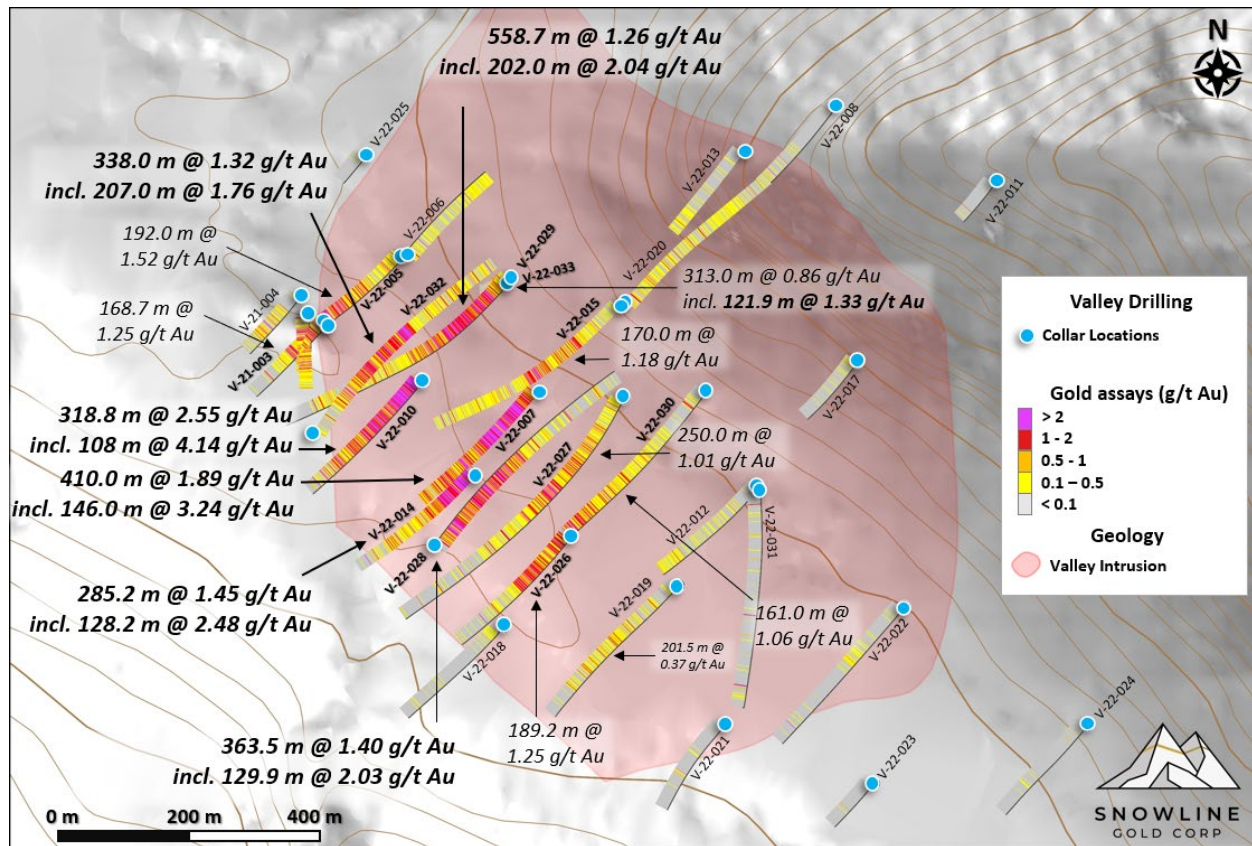 558.7 m @ 1.26 g/t Au
incl. 202.0 m @ 2.04 g/t Au
N
V-22-025
V-22-008
V-22-013
338.0 m @ 1.32 g/t Au
incl. 207.0 m @ 1.76 g/t Au
V-22-006
V-22-011
192.0 m @
1.52 g/t Au
V-22-005
V-22-032
V-22-029
V-22-033
V-22-020
313.0 m @ 0.86 g/t Au
incl. 121.9 m @ 1.33 g/t Au
V-21-004
168.7 m @
1.25 g/t Au
V-21-003
V-22-015
170.0 m @
1.18 g/t Au
V-22-017
Valley Drilling
Collar Locations
Gold assays (g/t Au)
> 2
1 - 2
0.5 - 1
0.1 – 0.5
< 0.1
Geology
Valley Intrusion
318.8 m @ 2.55 g/t Au
incl. 108 m @ 4.14 g/t Au
V-22-010
V-22-007
V-22-030
410.0 m @ 1.89 g/t Au
incl. 146.0 m @ 3.24 g/t Au
V-22-027
250.0 m @
1.01 g/t Au
V-22-014
V-22-012
V-22-031
V-22-028
V-22-026
285.2 m @ 1.45 g/t Au
incl. 128.2 m @ 2.48 g/t Au
V-22-019
161.0 m @
1.06 g/t Au
V-22-022
V-22-018
201.5 m @
0.37 g/t Au
189.2 m @
1.25 g/t Au
363.5 m @ 1.40 g/t Au
incl. 129.9 m @ 2.03 g/t Au
V-22-021
V-22-023
V-22-024
0 m 200 m 400 m
SNOWLINE
GOLD CORP